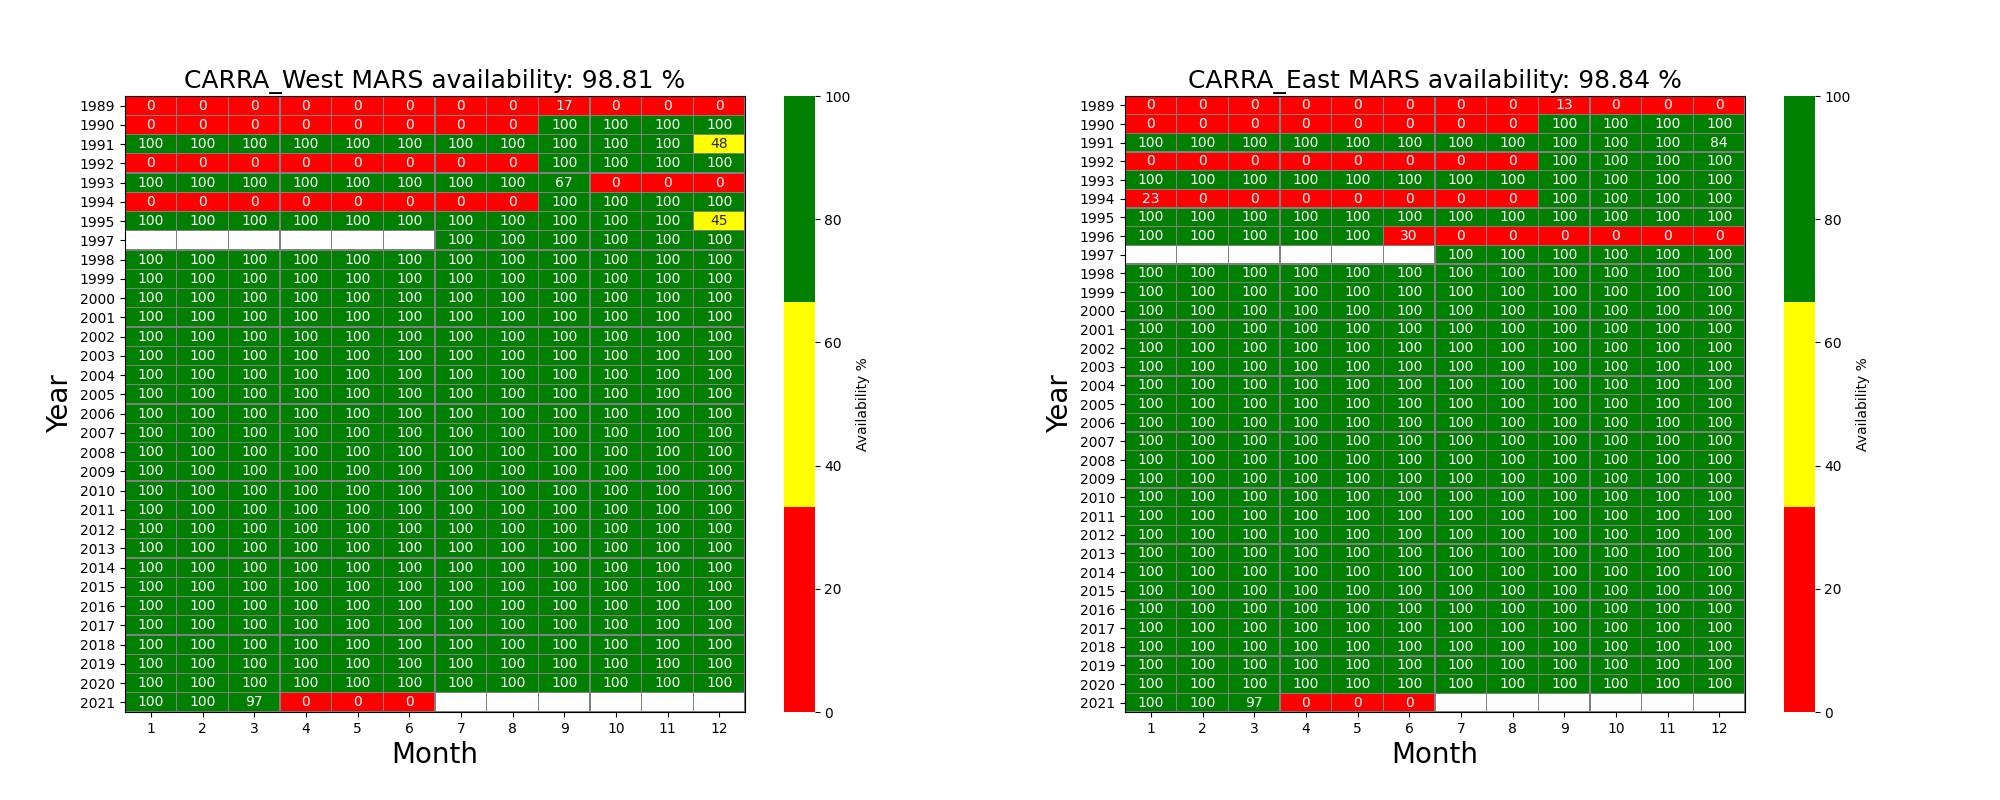 CARRA_West MARS availability: 98.81 %
1989 0 0 0 0 0 0 0 0 17 0 0 0
1990 0 0 0 0 0 0 0 0 100 100 100 100
1991 100 100 100 100 100 100 100 100 100 100 100 48
1992 0 0 0 0 0 0 0 0 100 100 100 100
1993 100 100 100 100 100 100 100 100 67 0 0 0
1994 0 0 0 0 0 0 0 0 100 100 100 100
1995 100 100 100 100 100 100 100 100 100 100 100 45
1997 100 100 100 100 100 100
1998 100 100 100 100 100 100 100 100 100 100 100 100
1999 100 100 100 100 100 100 100 100 100 100 100 100
2000 100 100 100 100 100 100 100 100 100 100 100 100
2001 100 100 100 100 100 100 100 100 100 100 100 100
2002 100 100 100 100 100 100 100 100 100 100 100 100
2003 100 100 100 100 100 100 100 100 100 100 100 100
2004 100 100 100 100 100 100 100 100 100 100 100 100
2005 100 100 100 100 100 100 100 100 100 100 100 100
2006 100 100 100 100 100 100 100 100 100 100 100 100
2007 100 100 100 100 100 100 100 100 100 100 100 100
2008 100 100 100 100 100 100 100 100 100 100 100 100
2009 100 100 100 100 100 100 100 100 100 100 100 100
2010 100 100 100 100 100 100 100 100 100 100 100 100
2011 100 100 100 100 100 100 100 100 100 100 100 100
2012 100 100 100 100 100 100 100 100 100 100 100 100
2013 100 100 100 100 100 100 100 100 100 100 100 100
2014 100 100 100 100 100 100 100 100 100 100 100 100
2015 100 100 100 100 100 100 100 100 100 100 100 100
2016 100 100 100 100 100 100 100 100 100 100 100 100
2017 100 100 100 100 100 100 100 100 100 100 100 100
2018 100 100 100 100 100 100 100 100 100 100 100 100
2019 100 100 100 100 100 100 100 100 100 100 100 100
2020 100 100 100 100 100 100 100 100 100 100 100 100
2021 100 100 97 0 0 0
1 2 3 4 5 6 7 8 9 10 11 12
Month
Year
100
80
60
40
20
0
Availability %
CARRA_East MARS availability: 98.84 %
1989 0 0 0 0 0 0 0 0 13 0 0 0
1990 0 0 0 0 0 0 0 0 100 100 100 100
1991 100 100 100 100 100 100 100 100 100 100 100 84
1992 0 0 0 0 0 0 0 0 100 100 100 100
1993 100 100 100 100 100 100 100 100 100 100 100 100
1994 23 0 0 0 0 0 0 0 100 100 100 100
1995 100 100 100 100 100 100 100 100 100 100 100 100
1996 100 100 100 100 100 30 0 0 0 0 0 0
1997 100 100 100 100 100 100
1998 100 100 100 100 100 100 100 100 100 100 100 100
1999 100 100 100 100 100 100 100 100 100 100 100 100
2000 100 100 100 100 100 100 100 100 100 100 100 100
2001 100 100 100 100 100 100 100 100 100 100 100 100
2002 100 100 100 100 100 100 100 100 100 100 100 100
2003 100 100 100 100 100 100 100 100 100 100 100 100
2004 100 100 100 100 100 100 100 100 100 100 100 100
2005 100 100 100 100 100 100 100 100 100 100 100 100
2006 100 100 100 100 100 100 100 100 100 100 100 100
2007 100 100 100 100 100 100 100 100 100 100 100 100
2008 100 100 100 100 100 100 100 100 100 100 100 100
2009 100 100 100 100 100 100 100 100 100 100 100 100
2010 100 100 100 100 100 100 100 100 100 100 100 100
2011 100 100 100 100 100 100 100 100 100 100 100 100
2012 100 100 100 100 100 100 100 100 100 100 100 100
2013 100 100 100 100 100 100 100 100 100 100 100 100
2014 100 100 100 100 100 100 100 100 100 100 100 100
2015 100 100 100 100 100 100 100 100 100 100 100 100
2016 100 100 100 100 100 100 100 100 100 100 100 100
2017 100 100 100 100 100 100 100 100 100 100 100 100
2018 100 100 100 100 100 100 100 100 100 100 100 100
2019 100 100 100 100 100 100 100 100 100 100 100 100
2020 100 100 100 100 100 100 100 100 100 100 100 100
2021 100 100 97 0 0 0
1 2 3 4 5 6 7 8 9 10 11 12
Month
Year
100
80
60
40
20
0
Availability %